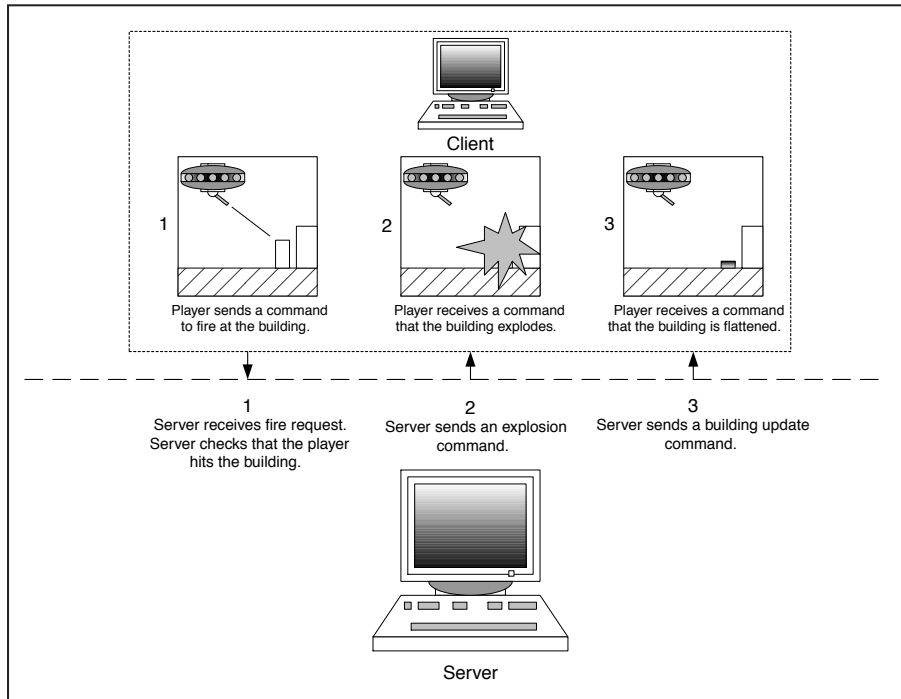 Client
1
Player sends a command
to fire at the building.
2
Player receives a command
that the building explodes.
3
Player receives a command
that the building is flattened.
1
Server receives fire request.
Server checks that the player
hits the building.
2
Server sends an explosion
command.
3
Server sends a building update
command.
Server